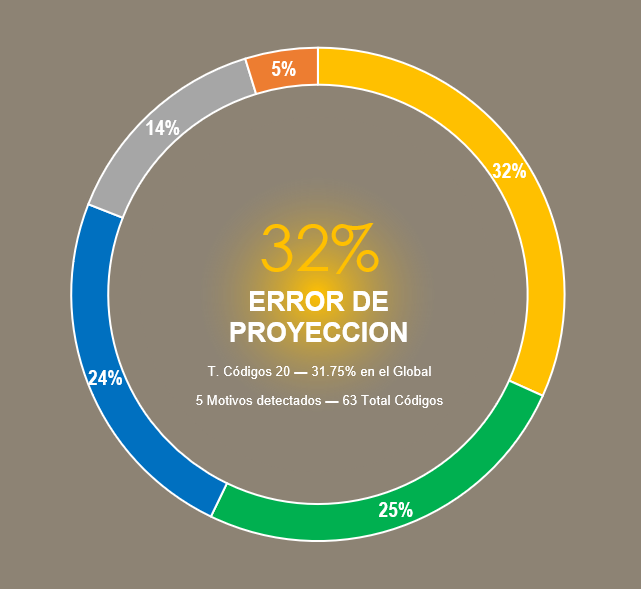 5%
14%
32%
32%
ERROR DE
PROYECCION
T. Códigos 20 — 31.75% en el Global
24%
5 Motivos detectados — 63 Total Códigos
25%